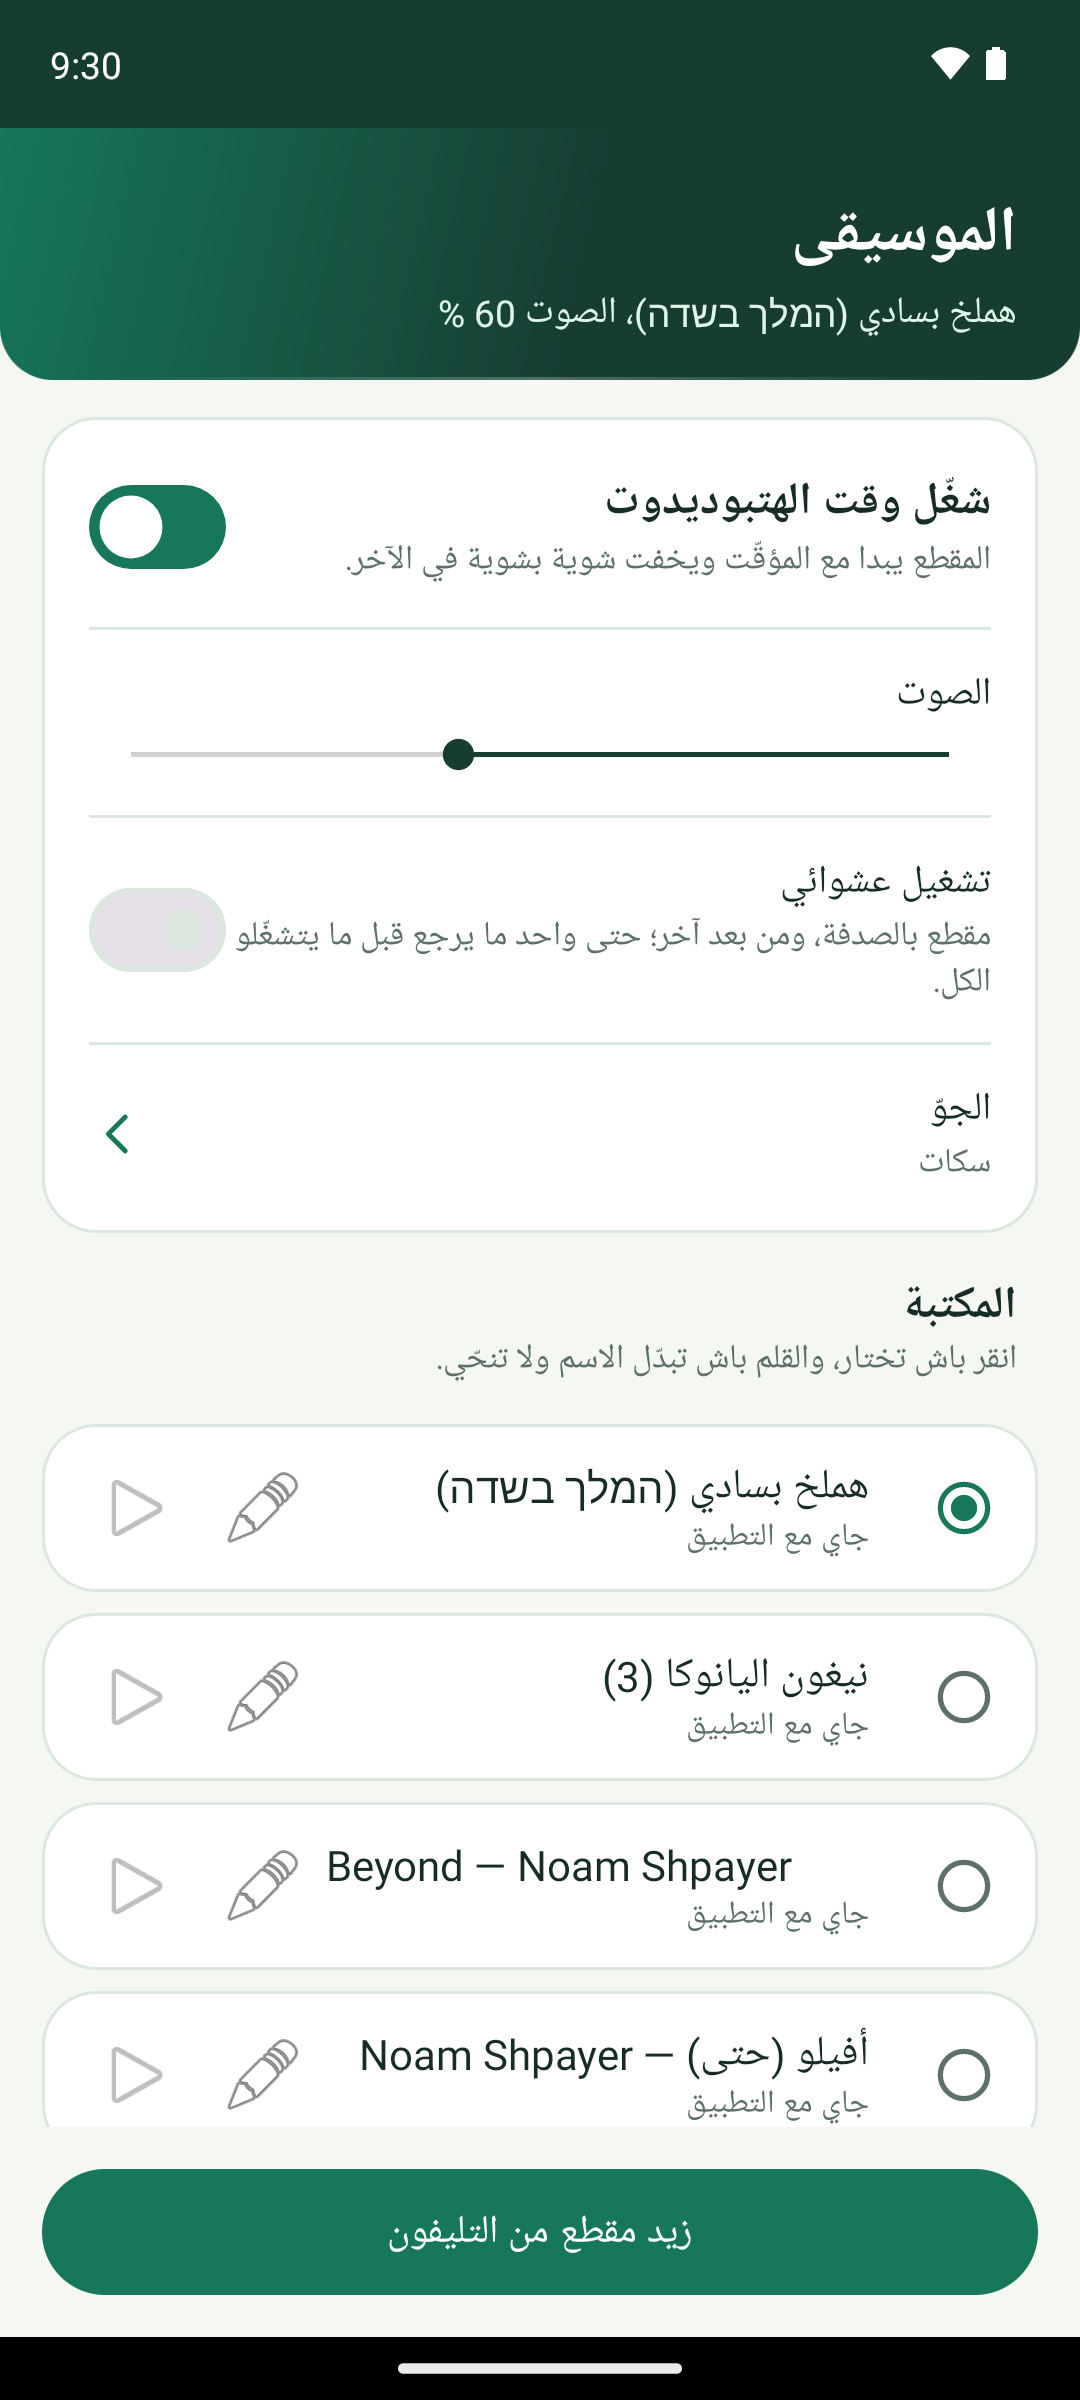 9:30
الموسيقى
هملخ بسادي (המלך בשדה)، الصوت 60 %
شغّل وقت الهتبوديدوت
المقطع يبدا مع المؤقّت ويخفت شوية بشوية في الآخر.
الصوت
تشغيل عشوائي
مقطع بالصدفة، ومن بعد آخر؛ حتى واحد ما يرجع قبل ما يتشغّلو
الكل.
الجوّ
سكات
المكتبة
انقر باش تختار، والقلم باش تبدّل الاسم ولا تنحّي.
هملخ بسادي (המלך בשדה)
جاي مع التطبيق
نيغون اليانوكا (3)
جاي مع التطبيق
Beyond — Noam Shpayer
جاي مع التطبيق
أفيلو (حتى) — Noam Shpayer
جاي مع التطبيق
زيد مقطع من التليفون